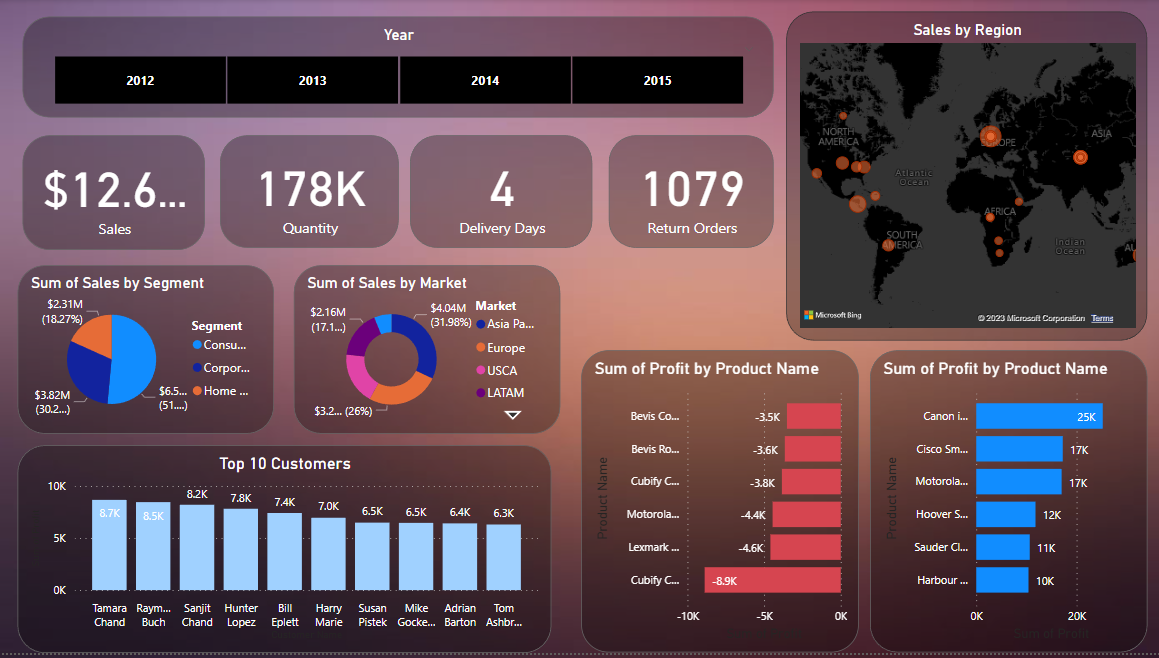 Year
2012
2013
2014
2015
$12.6...
Sales
178K
Quantity
4
Delivery Days
1079
Return Orders
Sales by Region
NORTH
AMERICA
EUROPE
ASIA
Atlantic
Ocean
AFRICA
SOUTH
AMERICA
Indian
Ocean
AU
Microsoft Bing
© 2023 Microsoft Corporation Terms
Sum of Sales by Segment
$2.31M
(18.27%)
$3.82M
(30.2...)
$6.5...
(51....)
Segment
Consu...
Corpor...
Home ...
Sum of Sales by Market
$2.16M
(17.1...)
$4.04M
(31.98%)
$3.2... (26%)
Market
Asia Pa...
Europe
USCA
LATAM
Top 10 Customers
10K
5K
0K
8.7K
8.5K
8.2K
7.8K
7.4K
7.0K
6.5K
6.5K
6.4K
6.3K
Tamara
Chand
Raym...
Buch
Sanjit
Chand
Hunter
Lopez
Bill
Eplett
Harry
Marie
Susan
Pistek
Mike
Gocke...
Adrian
Barton
Tom
Ashbr...
Sum of Profit by Product Name
Product Name
Bevis Co... -3.5K
Bevis Ro... -3.6K
Cubify C... -3.8K
Motorola... -4.4K
Lexmark ... -4.6K
Cubify C... -8.9K
-10K -5K 0K
Sum of Profit by Product Name
Product Name
Canon i... 25K
Cisco Sm... 17K
Motorola... 17K
Hoover S... 12K
Sauder Cl... 11K
Harbour ... 10K
0K 20K
Sum of Profit